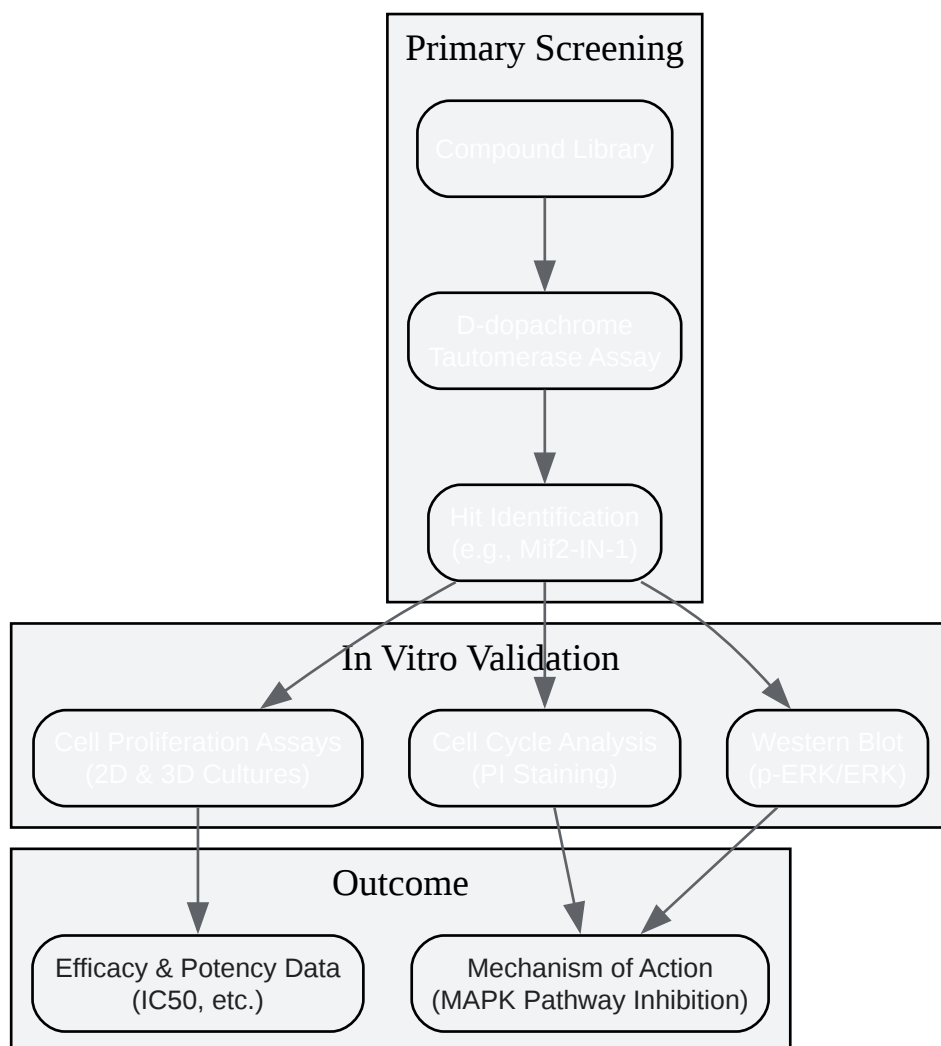 Primary Screening
Compound Library
D-dopachrome
Tautomerase Assay
Hit Identification
(e.g., Mif2-IN-1)
In Vitro Validation
Cell Proliferation Assays
(2D & 3D Cultures)
Cell Cycle Analysis
(PI Staining)
Western Blot
(p-ERK/ERK)
Outcome
Efficacy & Potency Data
(IC50, etc.)
Mechanism of Action
(MAPK Pathway Inhibition)